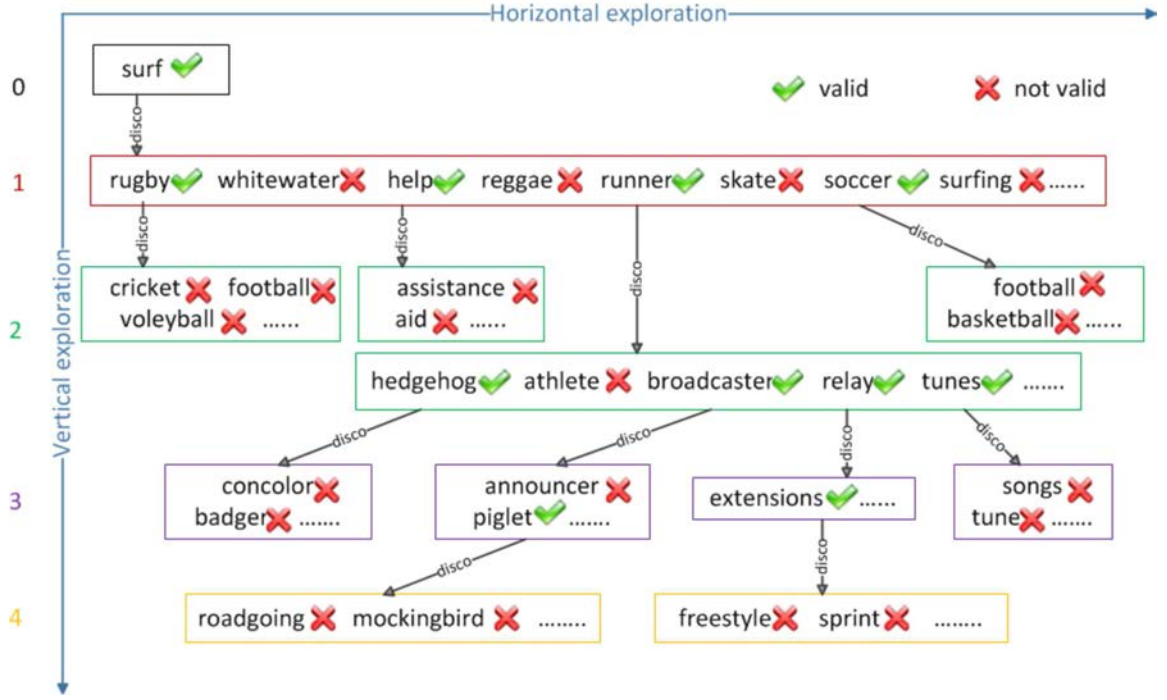 Horizontal exploration
Vertical exploration
0
surf
valid
not valid
disco
1
rugby whitewater help reggae runner skate soccer surfing ......
disco
disco
disco
disco
2
cricket football
voleyball ......
assistance
aid ......
football
basketball ......
hedgehog athlete broadcaster relay tunes .......
disco
disco
disco
disco
3
concolor
badger .......
announcer
piglet .......
extensions ......
songs
tune .......
disco
disco
4
roadgoing mockingbird ........
freestyle sprint ........